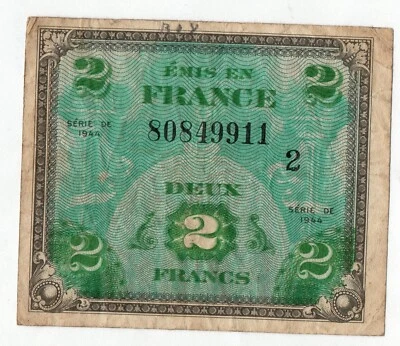 2 ÉMIS EN 2
FRANCE
SÉRIE DE
1944
80849911
2
DEUX
SÉRIE DE
1944
2 2 2
FRANCS